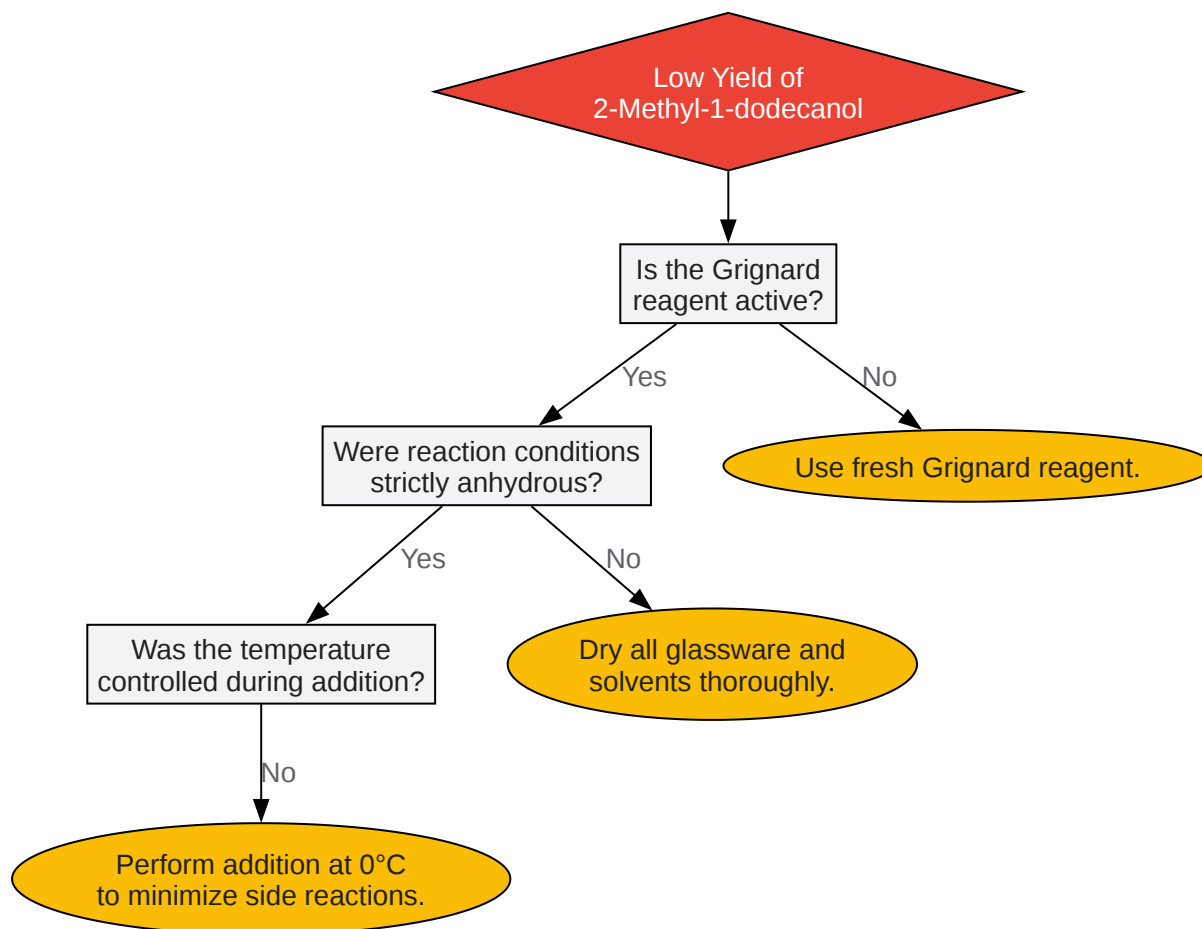 Low Yield of
2-Methyl-1-dodecanol
Is the Grignard
reagent active?
Yes
No
Were reaction conditions
strictly anhydrous?
Use fresh Grignard reagent.
Yes
No
Was the temperature
controlled during addition?
Dry all glassware and
solvents thoroughly.
No
Perform addition at 0°C
to minimize side reactions.